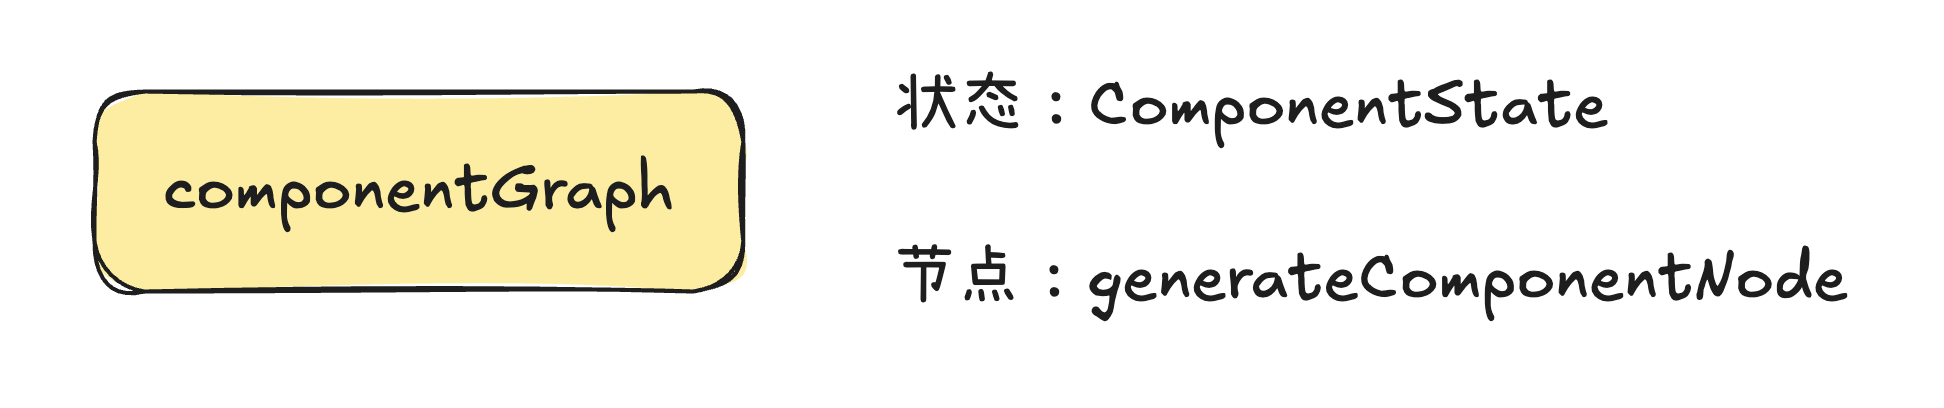 componentGraph
状态：ComponentState
节点：generateComponentNode